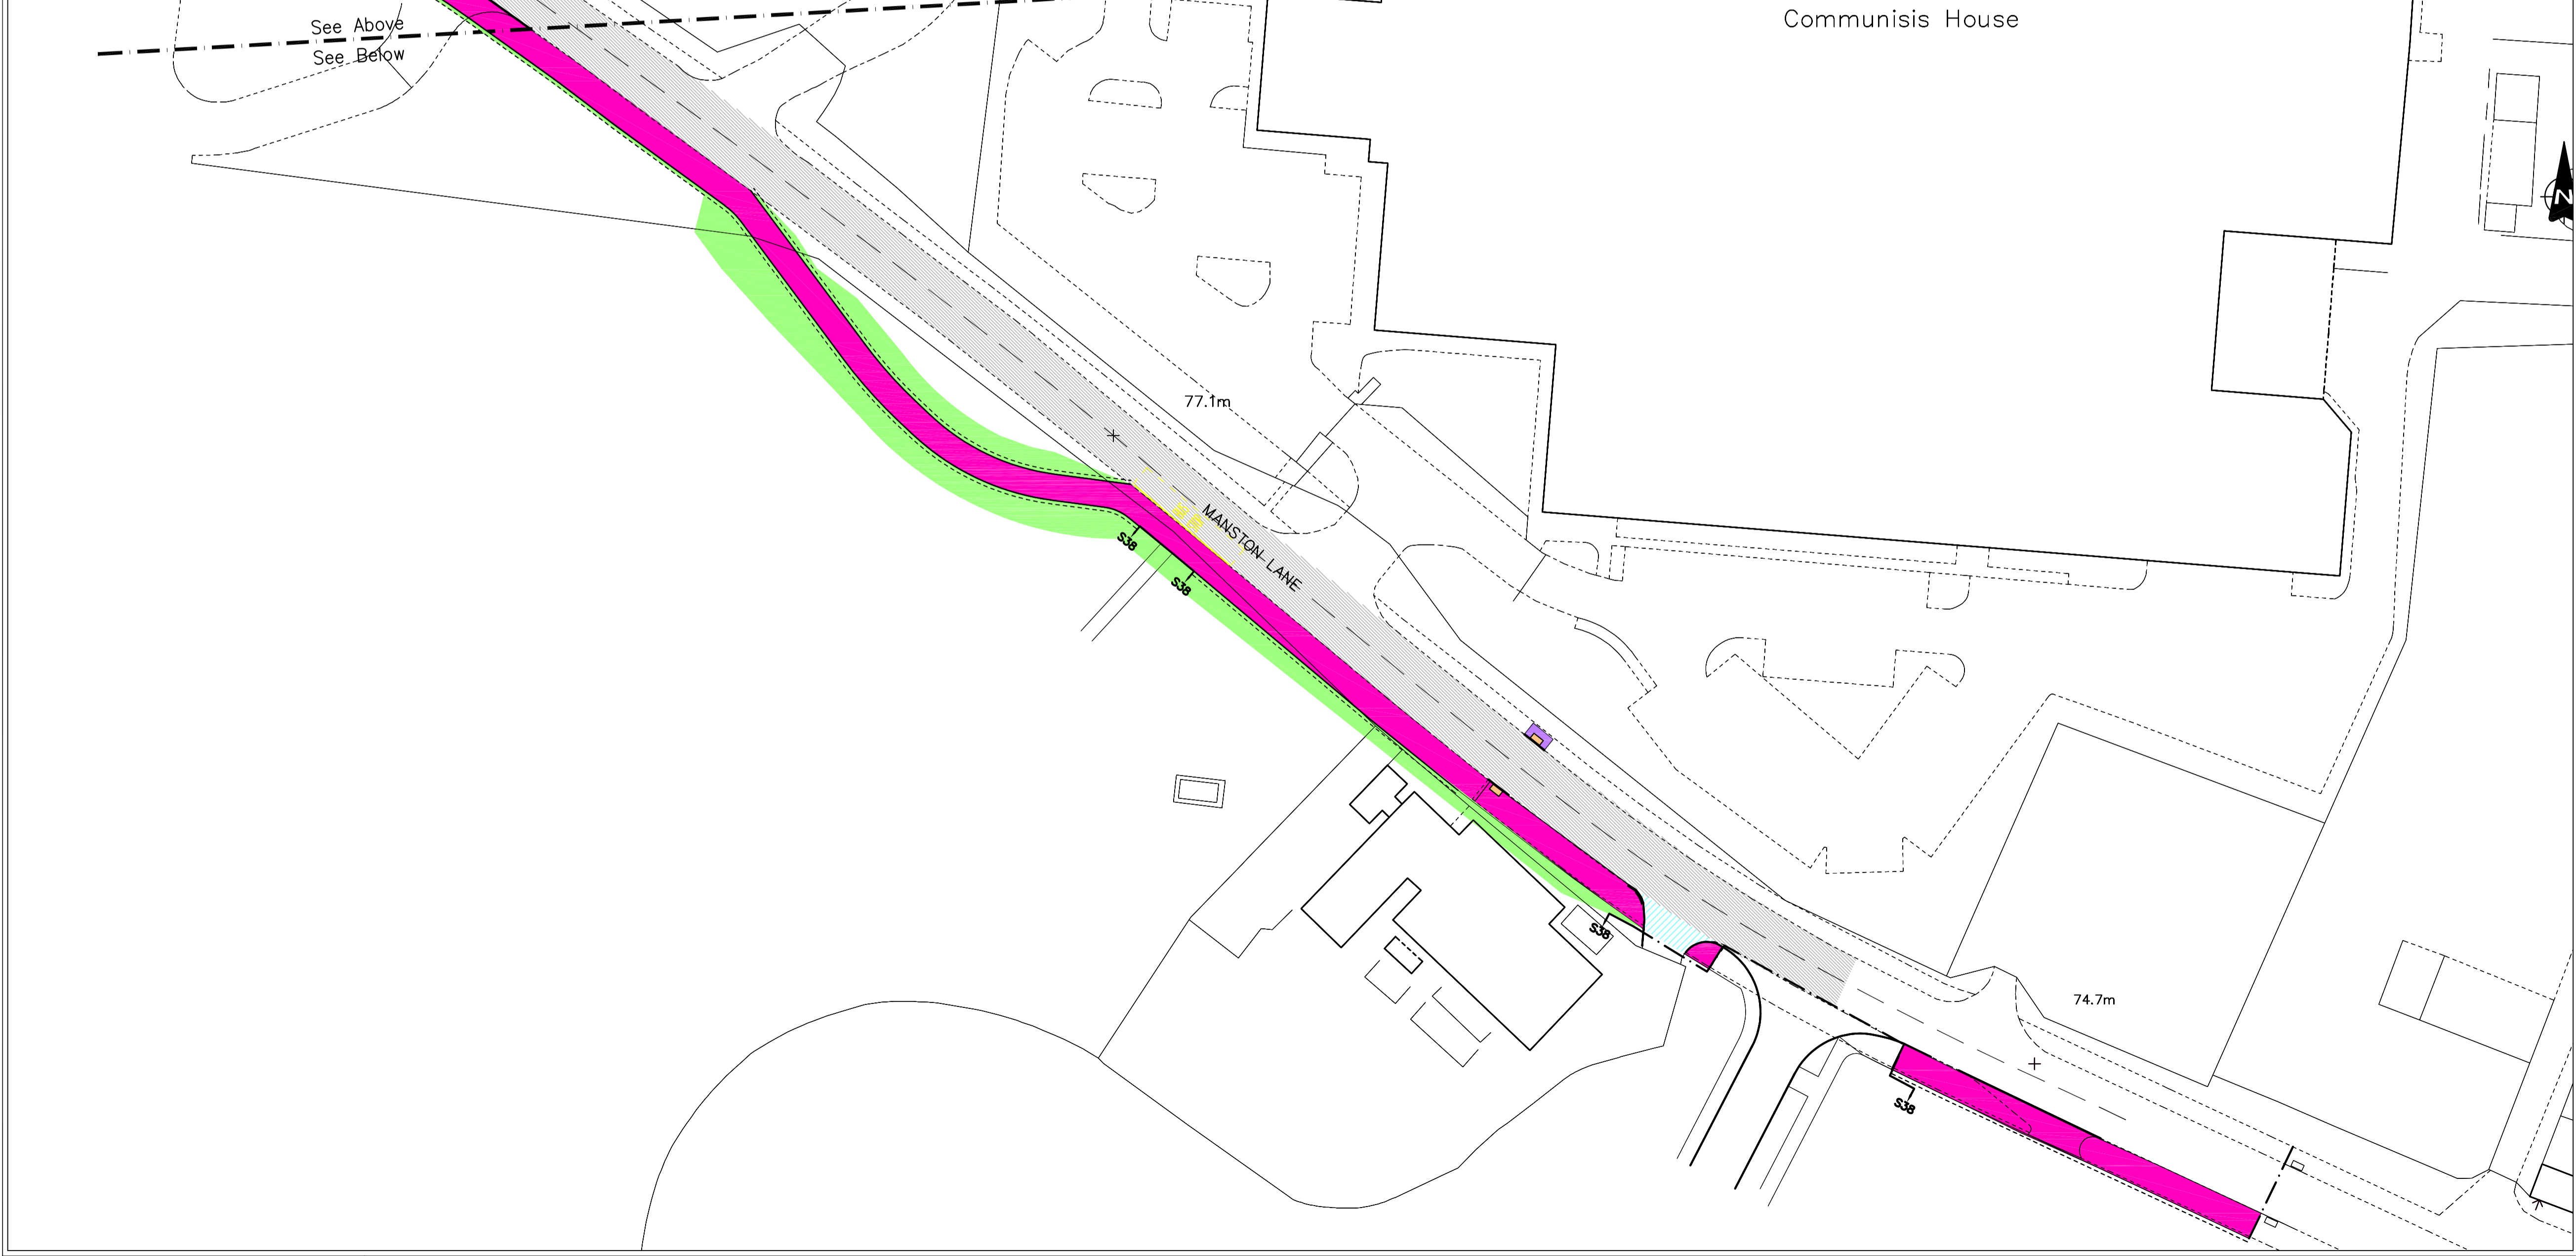 See Above
See Below
Communisis House
N
77.1m
MANSTON LANE
S38
S38
S38
74.7m
S38